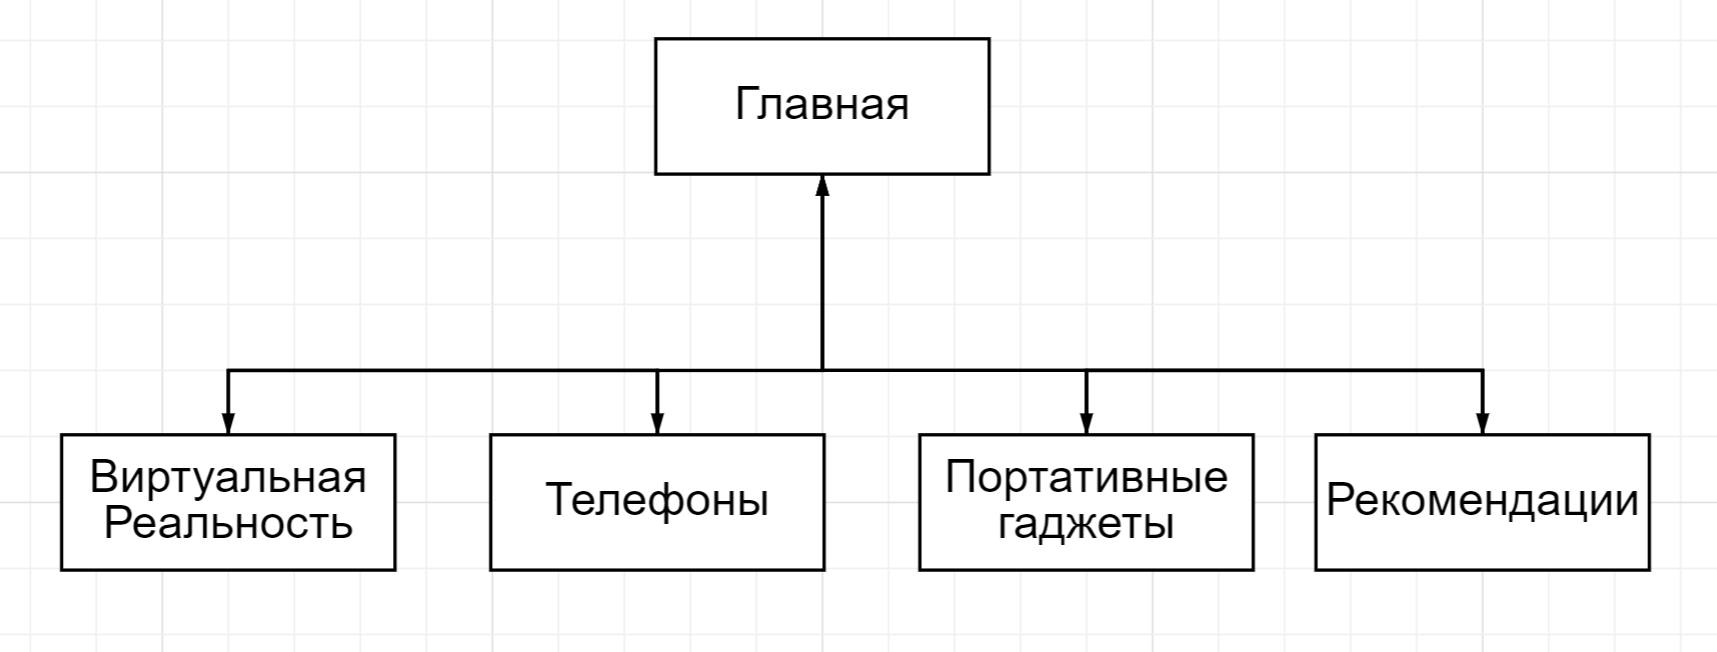 Главная
Виртуальная
Реальность
Телефоны
Портативные
гаджеты
Рекомендации